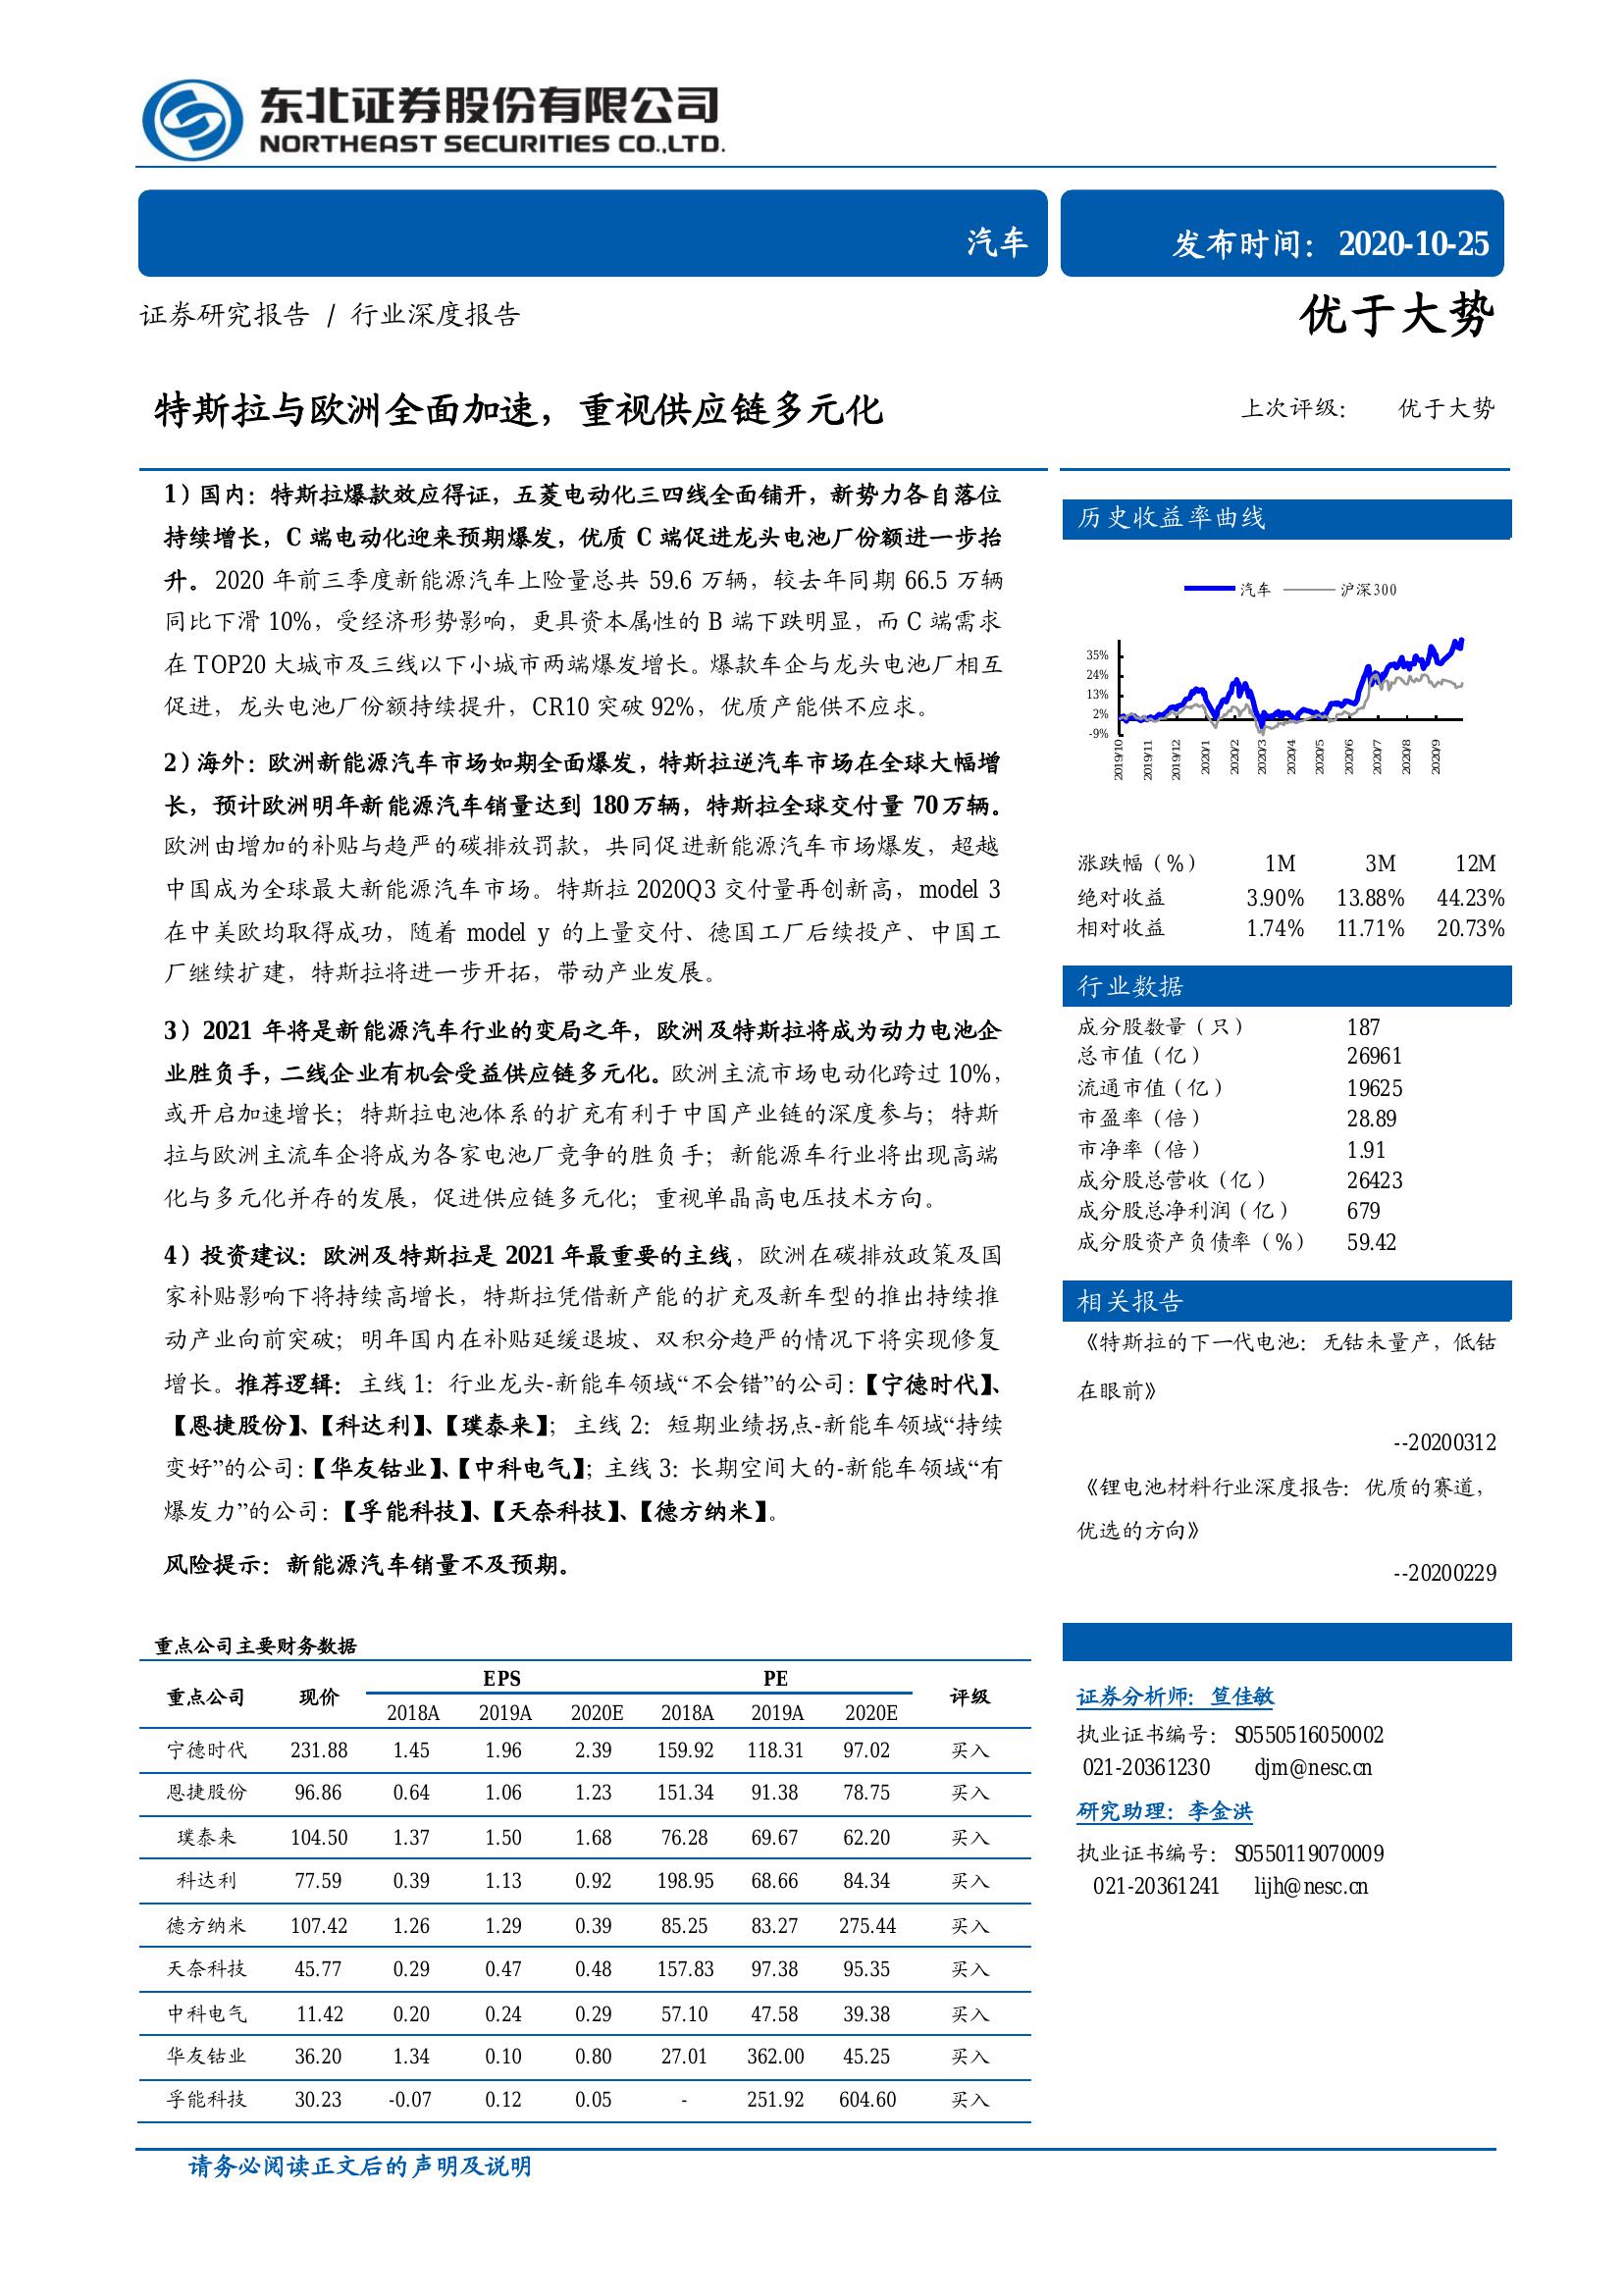 东北证券股份有限公司
NORTHEAST SECURITIES CO.,LTD.
汽车
发布时间：2020-10-25
证券研究报告 / 行业深度报告
优于大势
特斯拉与欧洲全面加速，重视供应链多元化
上次评级： 优于大势
1）国内：特斯拉爆款效应得证，五菱电动化三四线全面铺开，新势力各自落位
持续增长，C 端电动化迎来预期爆发，优质 C 端促进龙头电池厂份额进一步抬
升。2020 年前三季度新能源汽车上险量总共 59.6 万辆，较去年同期 66.5 万辆
同比下滑 10%，受经济形势影响，更具资本属性的 B 端下跌明显，而 C 端需求
在 TOP20 大城市及三线以下小城市两端爆发增长。爆款车企与龙头电池厂相互
促进，龙头电池厂份额持续提升，CR10 突破 92%，优质产能供不应求。
2）海外：欧洲新能源汽车市场如期全面爆发，特斯拉逆汽车市场在全球大幅增
长，预计欧洲明年新能源汽车销量达到 180 万辆，特斯拉全球交付量 70 万辆。
欧洲由增加的补贴与趋严的碳排放罚款，共同促进新能源汽车市场爆发，超越
中国成为全球最大新能源汽车市场。特斯拉 2020Q3 交付量再创新高，model 3
在中美欧均取得成功，随着 model y 的上量交付、德国工厂后续投产、中国工
厂继续扩建，特斯拉将进一步开拓，带动产业发展。
3）2021 年将是新能源汽车行业的变局之年，欧洲及特斯拉将成为动力电池企
业胜负手，二线企业有机会受益供应链多元化。欧洲主流市场电动化跨过 10%，
或开启加速增长；特斯拉电池体系的扩充有利于中国产业链的深度参与；特斯
拉与欧洲主流车企将成为各家电池厂竞争的胜负手；新能源车行业将出现高端
化与多元化并存的发展，促进供应链多元化；重视单晶高电压技术方向。
4）投资建议：欧洲及特斯拉是 2021 年最重要的主线，欧洲在碳排放政策及国
家补贴影响下将持续高增长，特斯拉凭借新产能的扩充及新车型的推出持续推
动产业向前突破；明年国内在补贴延缓退坡、双积分趋严的情况下将实现修复
增长。推荐逻辑：主线 1：行业龙头-新能车领域“不会错”的公司：【宁德时代】、
【恩捷股份】、【科达利】、【璞泰来】；主线 2：短期业绩拐点-新能车领域“持续
变好”的公司：【华友钴业】、【中科电气】；主线 3：长期空间大的-新能车领域“有
爆发力”的公司：【孚能科技】、【天奈科技】、【德方纳米】。
风险提示：新能源汽车销量不及预期。
重点公司主要财务数据
重点公司 现价 EPS PE 评级
2018A 2019A 2020E 2018A 2019A 2020E
宁德时代 231.88 1.45 1.96 2.39 159.92 118.31 97.02 买入
恩捷股份 96.86 0.64 1.06 1.23 151.34 91.38 78.75 买入
璞泰来 104.50 1.37 1.50 1.68 76.28 69.67 62.20 买入
科达利 77.59 0.39 1.13 0.92 198.95 68.66 84.34 买入
德方纳米 107.42 1.26 1.29 0.39 85.25 83.27 275.44 买入
天奈科技 45.77 0.29 0.47 0.48 157.83 97.38 95.35 买入
中科电气 11.42 0.20 0.24 0.29 57.10 47.58 39.38 买入
华友钴业 36.20 1.34 0.10 0.80 27.01 362.00 45.25 买入
孚能科技 30.23 -0.07 0.12 0.05 - 251.92 604.60 买入
历史收益率曲线
汽车 沪深300
35%
24%
13%
2%
-9%
2019/10 2019/11 2019/12 2020/1 2020/2 2020/3 2020/4 2020/5 2020/6 2020/7 2020/8 2020/9
涨跌幅（%） 1M 3M 12M
绝对收益 3.90% 13.88% 44.23%
相对收益 1.74% 11.71% 20.73%
行业数据
成分股数量（只） 187
总市值（亿） 26961
流通市值（亿） 19625
市盈率（倍） 28.89
市净率（倍） 1.91
成分股总营收（亿） 26423
成分股总净利润（亿） 679
成分股资产负债率（%） 59.42
相关报告
《特斯拉的下一代电池：无钴未量产，低钴
在眼前》
--20200312
《锂电池材料行业深度报告：优质的赛道，
优选的方向》
--20200229
证券分析师：笪佳敏
执业证书编号：S0550516050002
021-20361230 djm@nesc.cn
研究助理：李金洪
执业证书编号：S0550119070009
021-20361241 lijh@nesc.cn
请务必阅读正文后的声明及说明